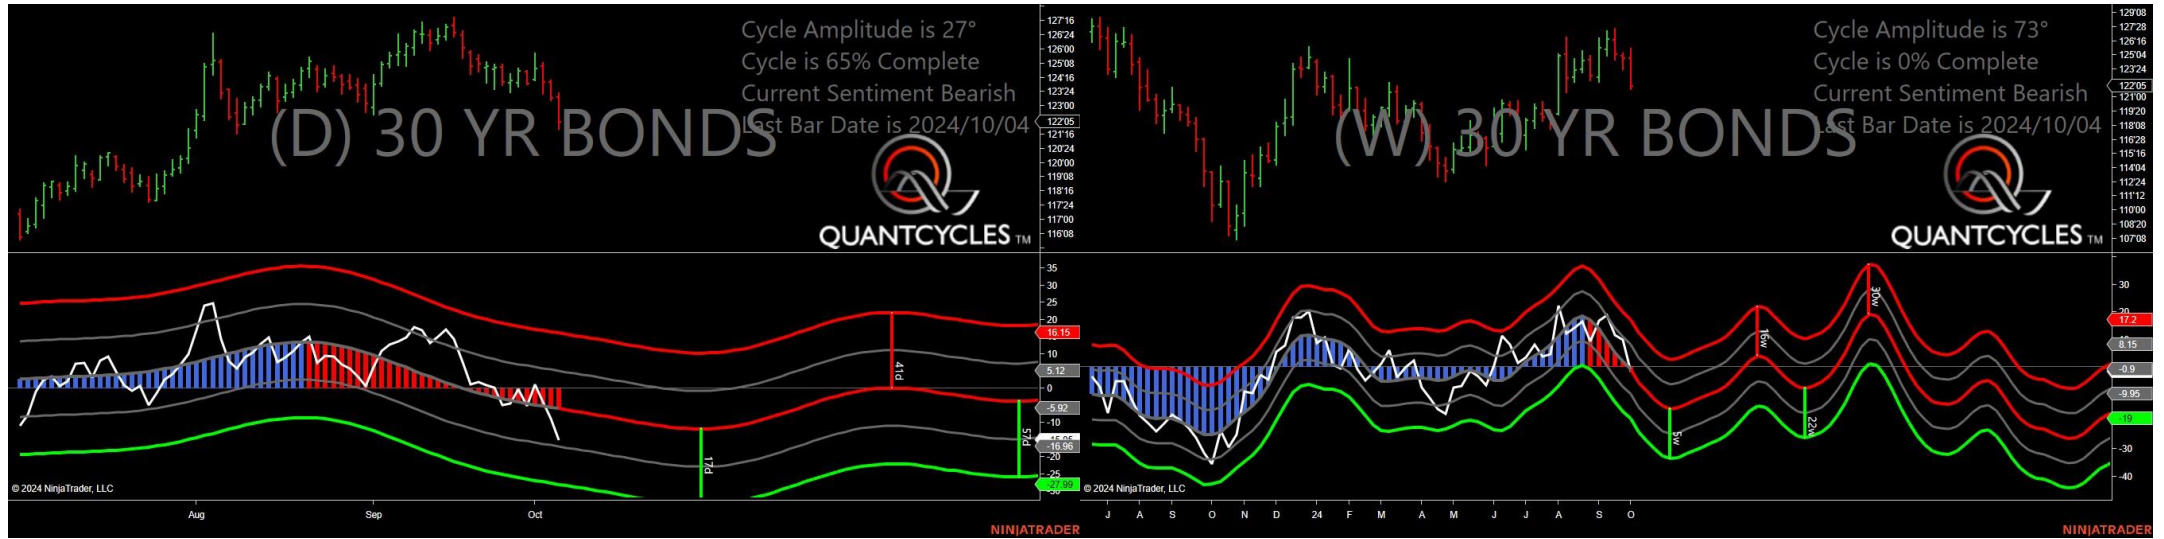 Cycle Amplitude is 27°
Cycle is 65% Complete
Current Sentiment Bearish
Last Bar Date is 2024/10/04
(D) 30 YR BONDS
QUANTCYCLES TM
127'16
126'24
126'00
125'08
124'16
123'24
123'00
122'05
121'16
120'24
120'00
119'08
118'16
117'24
117'00
116'08
35
30
25
20
16.15
10
5.12
0
-5.92
-10
-16.96
-20
-25
-27.99
41d
17d
57d
© 2024 NinjaTrader, LLC
Aug
Sep
Oct
NINJATRADER
Cycle Amplitude is 73°
Cycle is 0% Complete
Current Sentiment Bearish
Last Bar Date is 2024/10/04
(W) 30 YR BONDS
QUANTCYCLES TM
129'08
127'28
126'16
125'04
123'24
122'05
121'00
119'20
118'08
116'28
115'16
114'04
112'24
111'12
110'00
108'20
107'08
30
20
17.2
8.15
-0.9
-9.95
-19
-30
-40
16w
30w
5w
22w
© 2024 NinjaTrader, LLC
J A S O N D 24 F M A M J J A S O
NINJATRADER